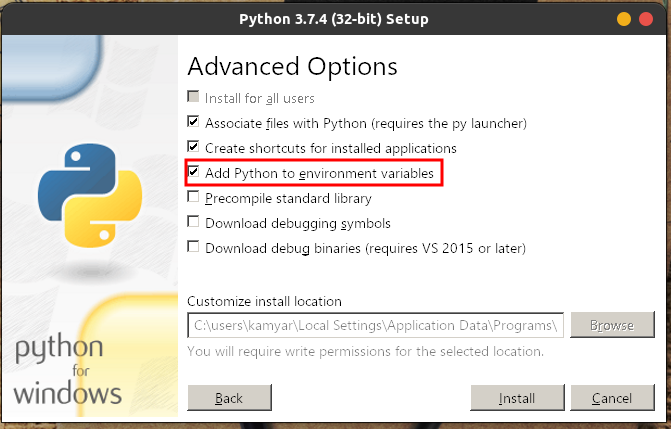 Python 3.7.4 (32-bit) Setup
Advanced Options
Install for all users
Associate files with Python (requires the py launcher)
Create shortcuts for installed applications
Add Python to environment variables
Precompile standard library
Download debugging symbols
Download debug binaries (requires VS 2015 or later)
Customize install location
C:\users\kamyar\Local Settings\Application Data\Programs\
Browse
You will require write permissions for the selected location.
python
for
windows
Back
Install
Cancel